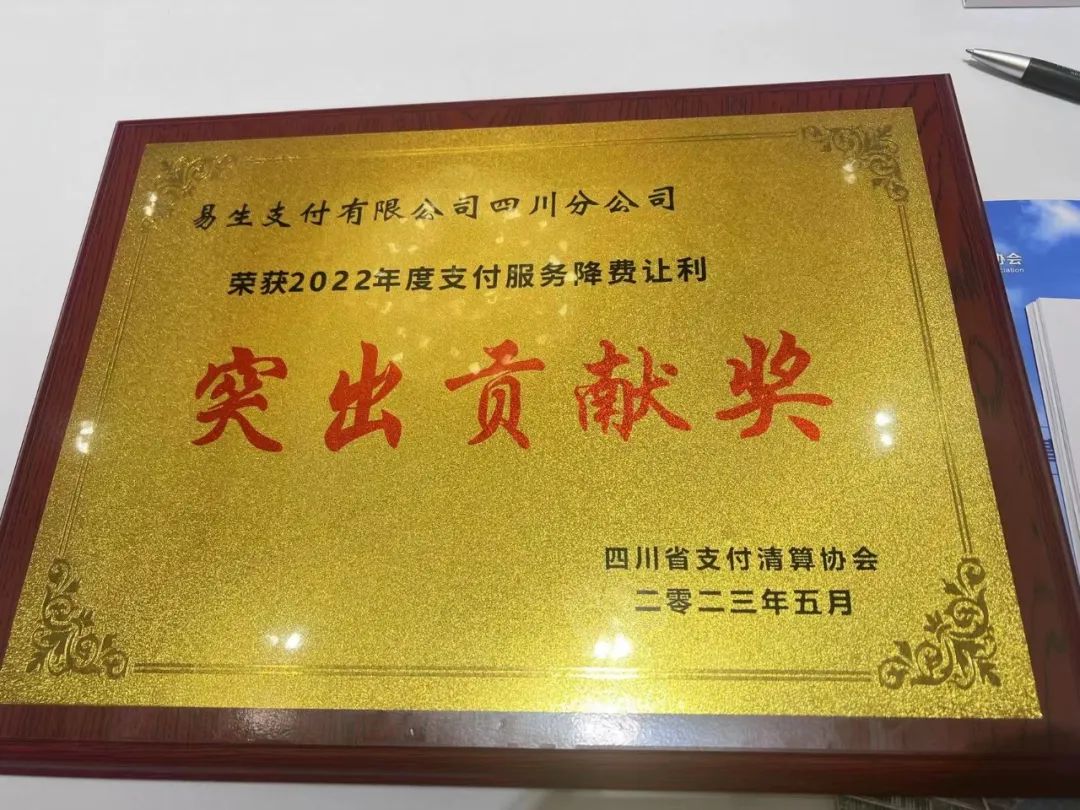 易生支付有限公司四川分公司
荣获2022年度支付服务降费让利
突出贡献奖
四川省支付清算协会
二零二三年五月
协会